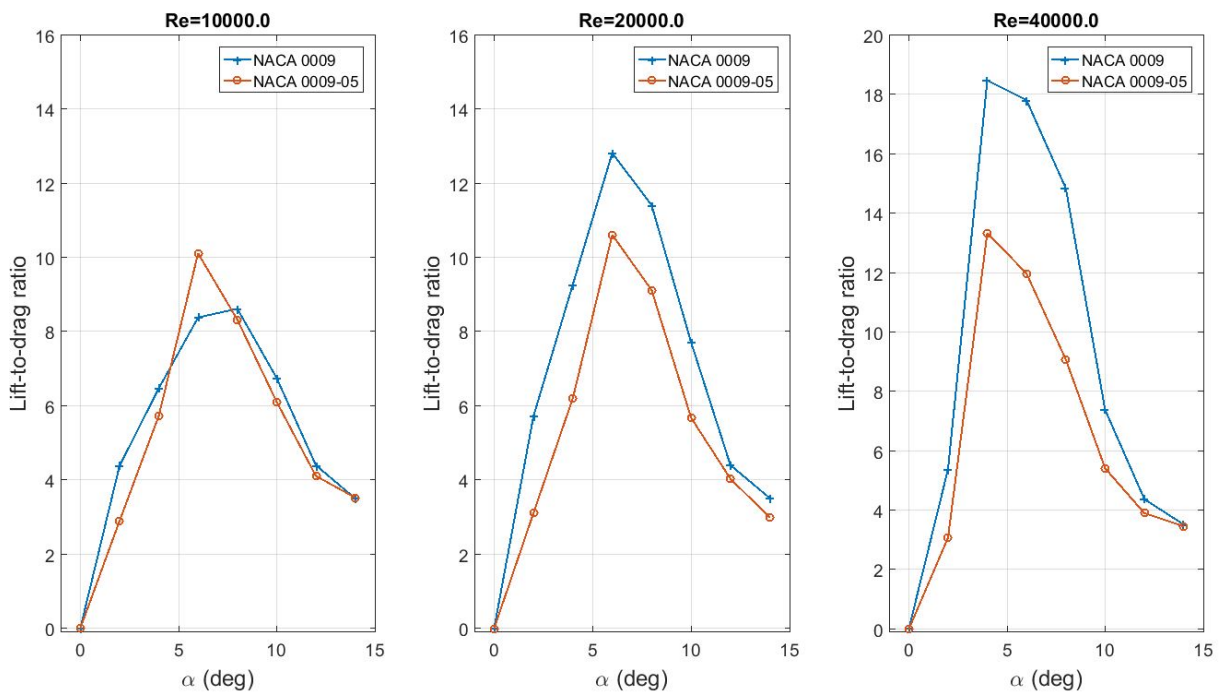 Re=10000.0
NACA 0009
NACA 0009-05
Lift-to-drag ratio
16
14
12
10
8
6
4
2
0
0 5 10 15
α (deg)
Re=20000.0
NACA 0009
NACA 0009-05
Lift-to-drag ratio
16
14
12
10
8
6
4
2
0
0 5 10 15
α (deg)
Re=40000.0
NACA 0009
NACA 0009-05
Lift-to-drag ratio
20
18
16
14
12
10
8
6
4
2
0
0 5 10 15
α (deg)